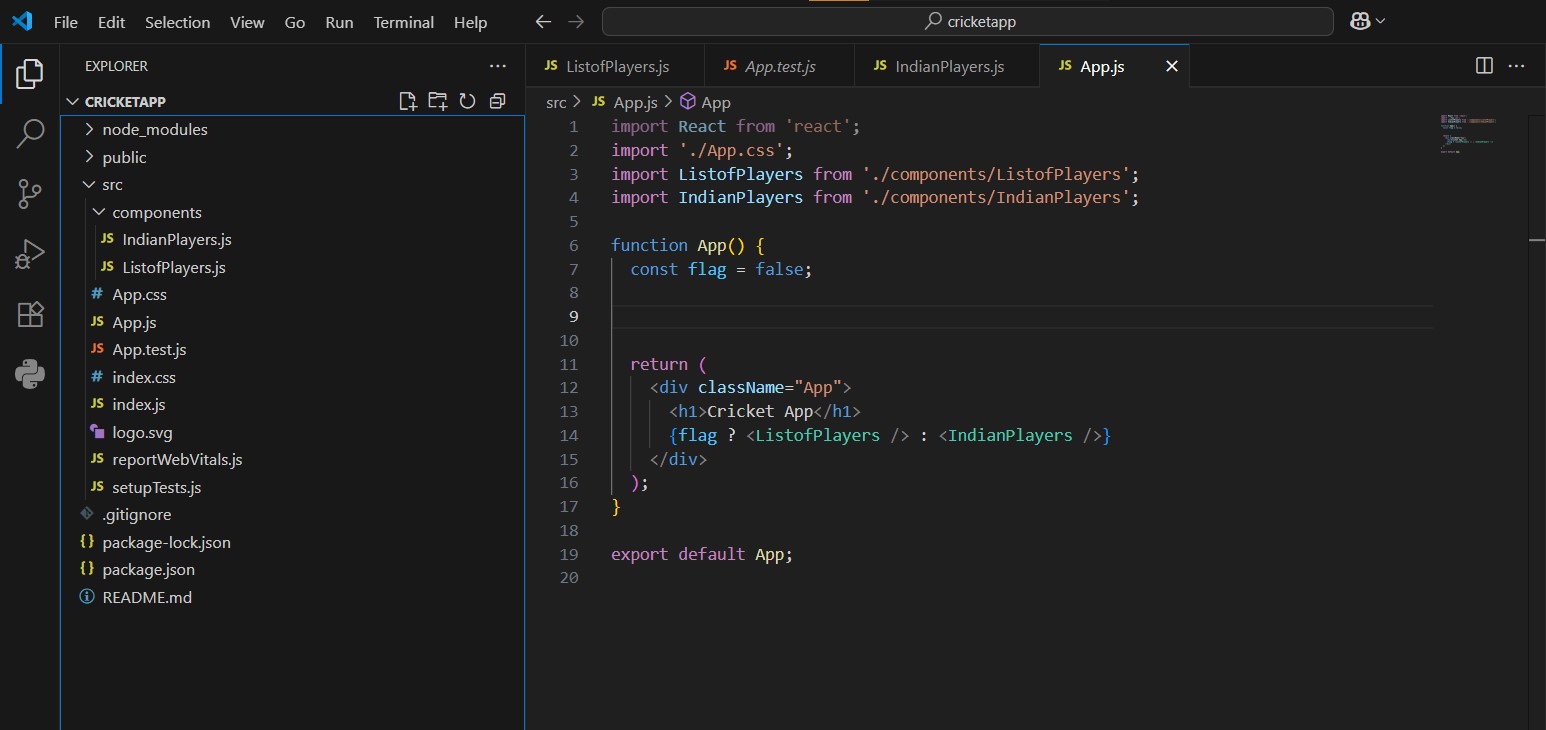 File Edit Selection View Go Run Terminal Help cricketapp
EXPLORER
CRICKETAPP
node_modules
public
src
components
JS IndianPlayers.js
JS ListofPlayers.js
# App.css
JS App.js
JS App.test.js
# index.css
JS index.js
logo.svg
JS reportWebVitals.js
JS setupTests.js
.gitignore
{} package-lock.json
{} package.json
README.md
JS ListofPlayers.js JS App.test.js JS IndianPlayers.js JS App.js
src > JS App.js > App
1 import React from 'react';
2 import './App.css';
3 import ListofPlayers from './components/ListofPlayers';
4 import IndianPlayers from './components/IndianPlayers';
5
6 function App() {
7 const flag = false;
8
9
10
11 return (
12 <div className="App">
13 <h1>Cricket App</h1>
14 {flag ? <ListofPlayers /> : <IndianPlayers />}
15 </div>
16 );
17 }
18
19 export default App;
20